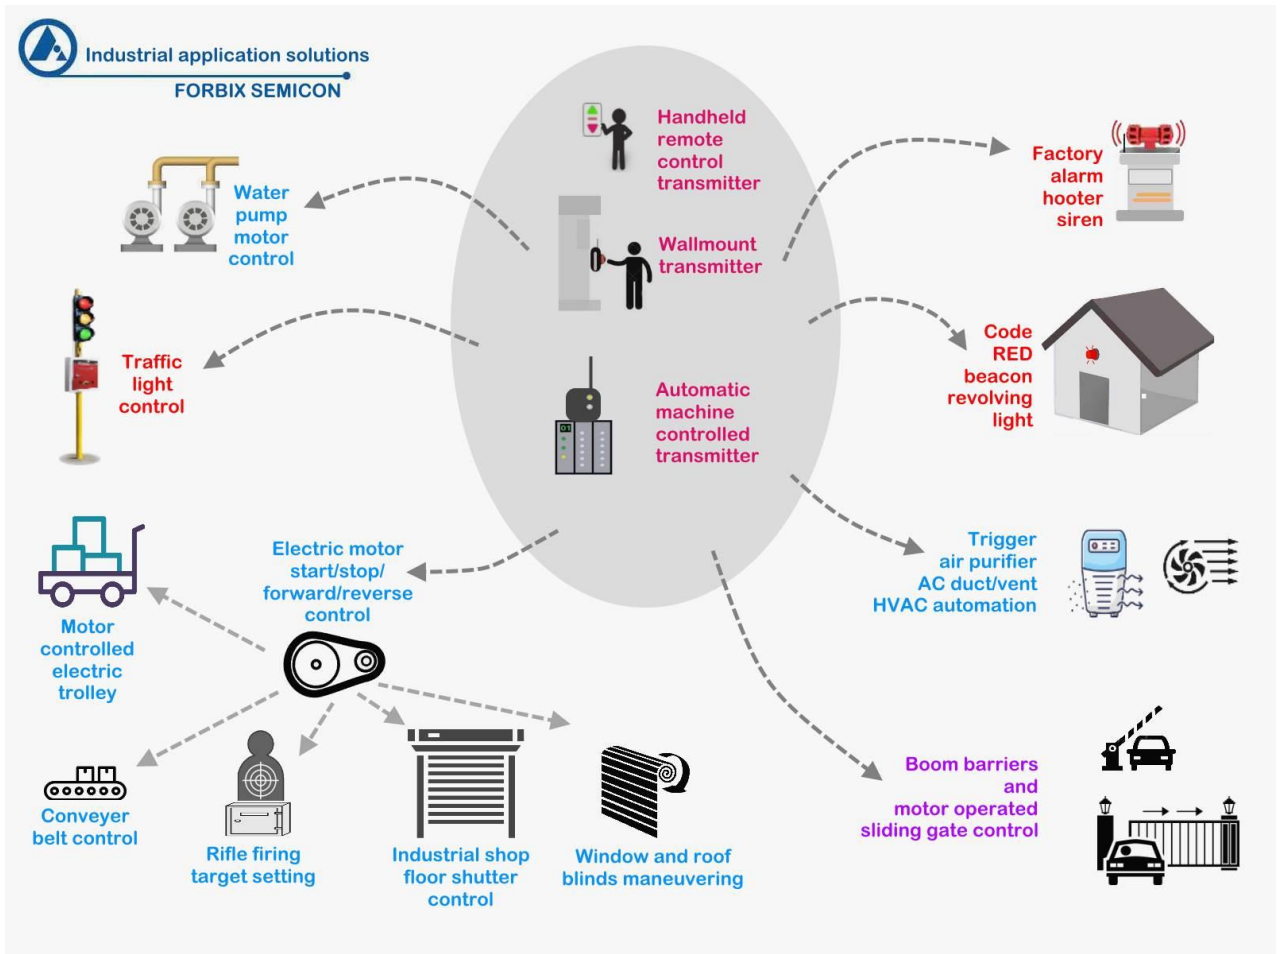 Industrial application solutions
FORBIX SEMICON
Handheld
remote
control
transmitter
Wallmount
transmitter
01
Automatic
machine
controlled
transmitter
Water
pump
motor
control
Traffic
light
control
Factory
alarm
hooter
siren
Code
RED
beacon
revolving
light
Trigger
air purifier
AC duct/vent
HVAC automation
Boom barriers
and
motor operated
sliding gate control
Electric motor
start/stop/
forward/reverse
control
Motor
controlled
electric
trolley
Conveyer
belt control
Rifle firing
target setting
Industrial shop
floor shutter
control
Window and roof
blinds maneuvering